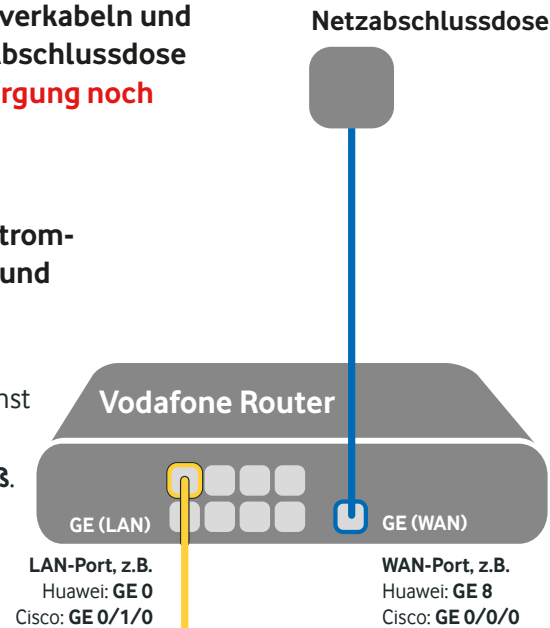 verkabeln und
bschlussdose
rgung noch
trom-
und
nst
ß.
Netzabschlussdose
Vodafone Router
GE (LAN)
GE (WAN)
LAN-Port, z.B.
Huawei: GE 0
Cisco: GE 0/1/0
WAN-Port, z.B.
Huawei: GE 8
Cisco: GE 0/0/0